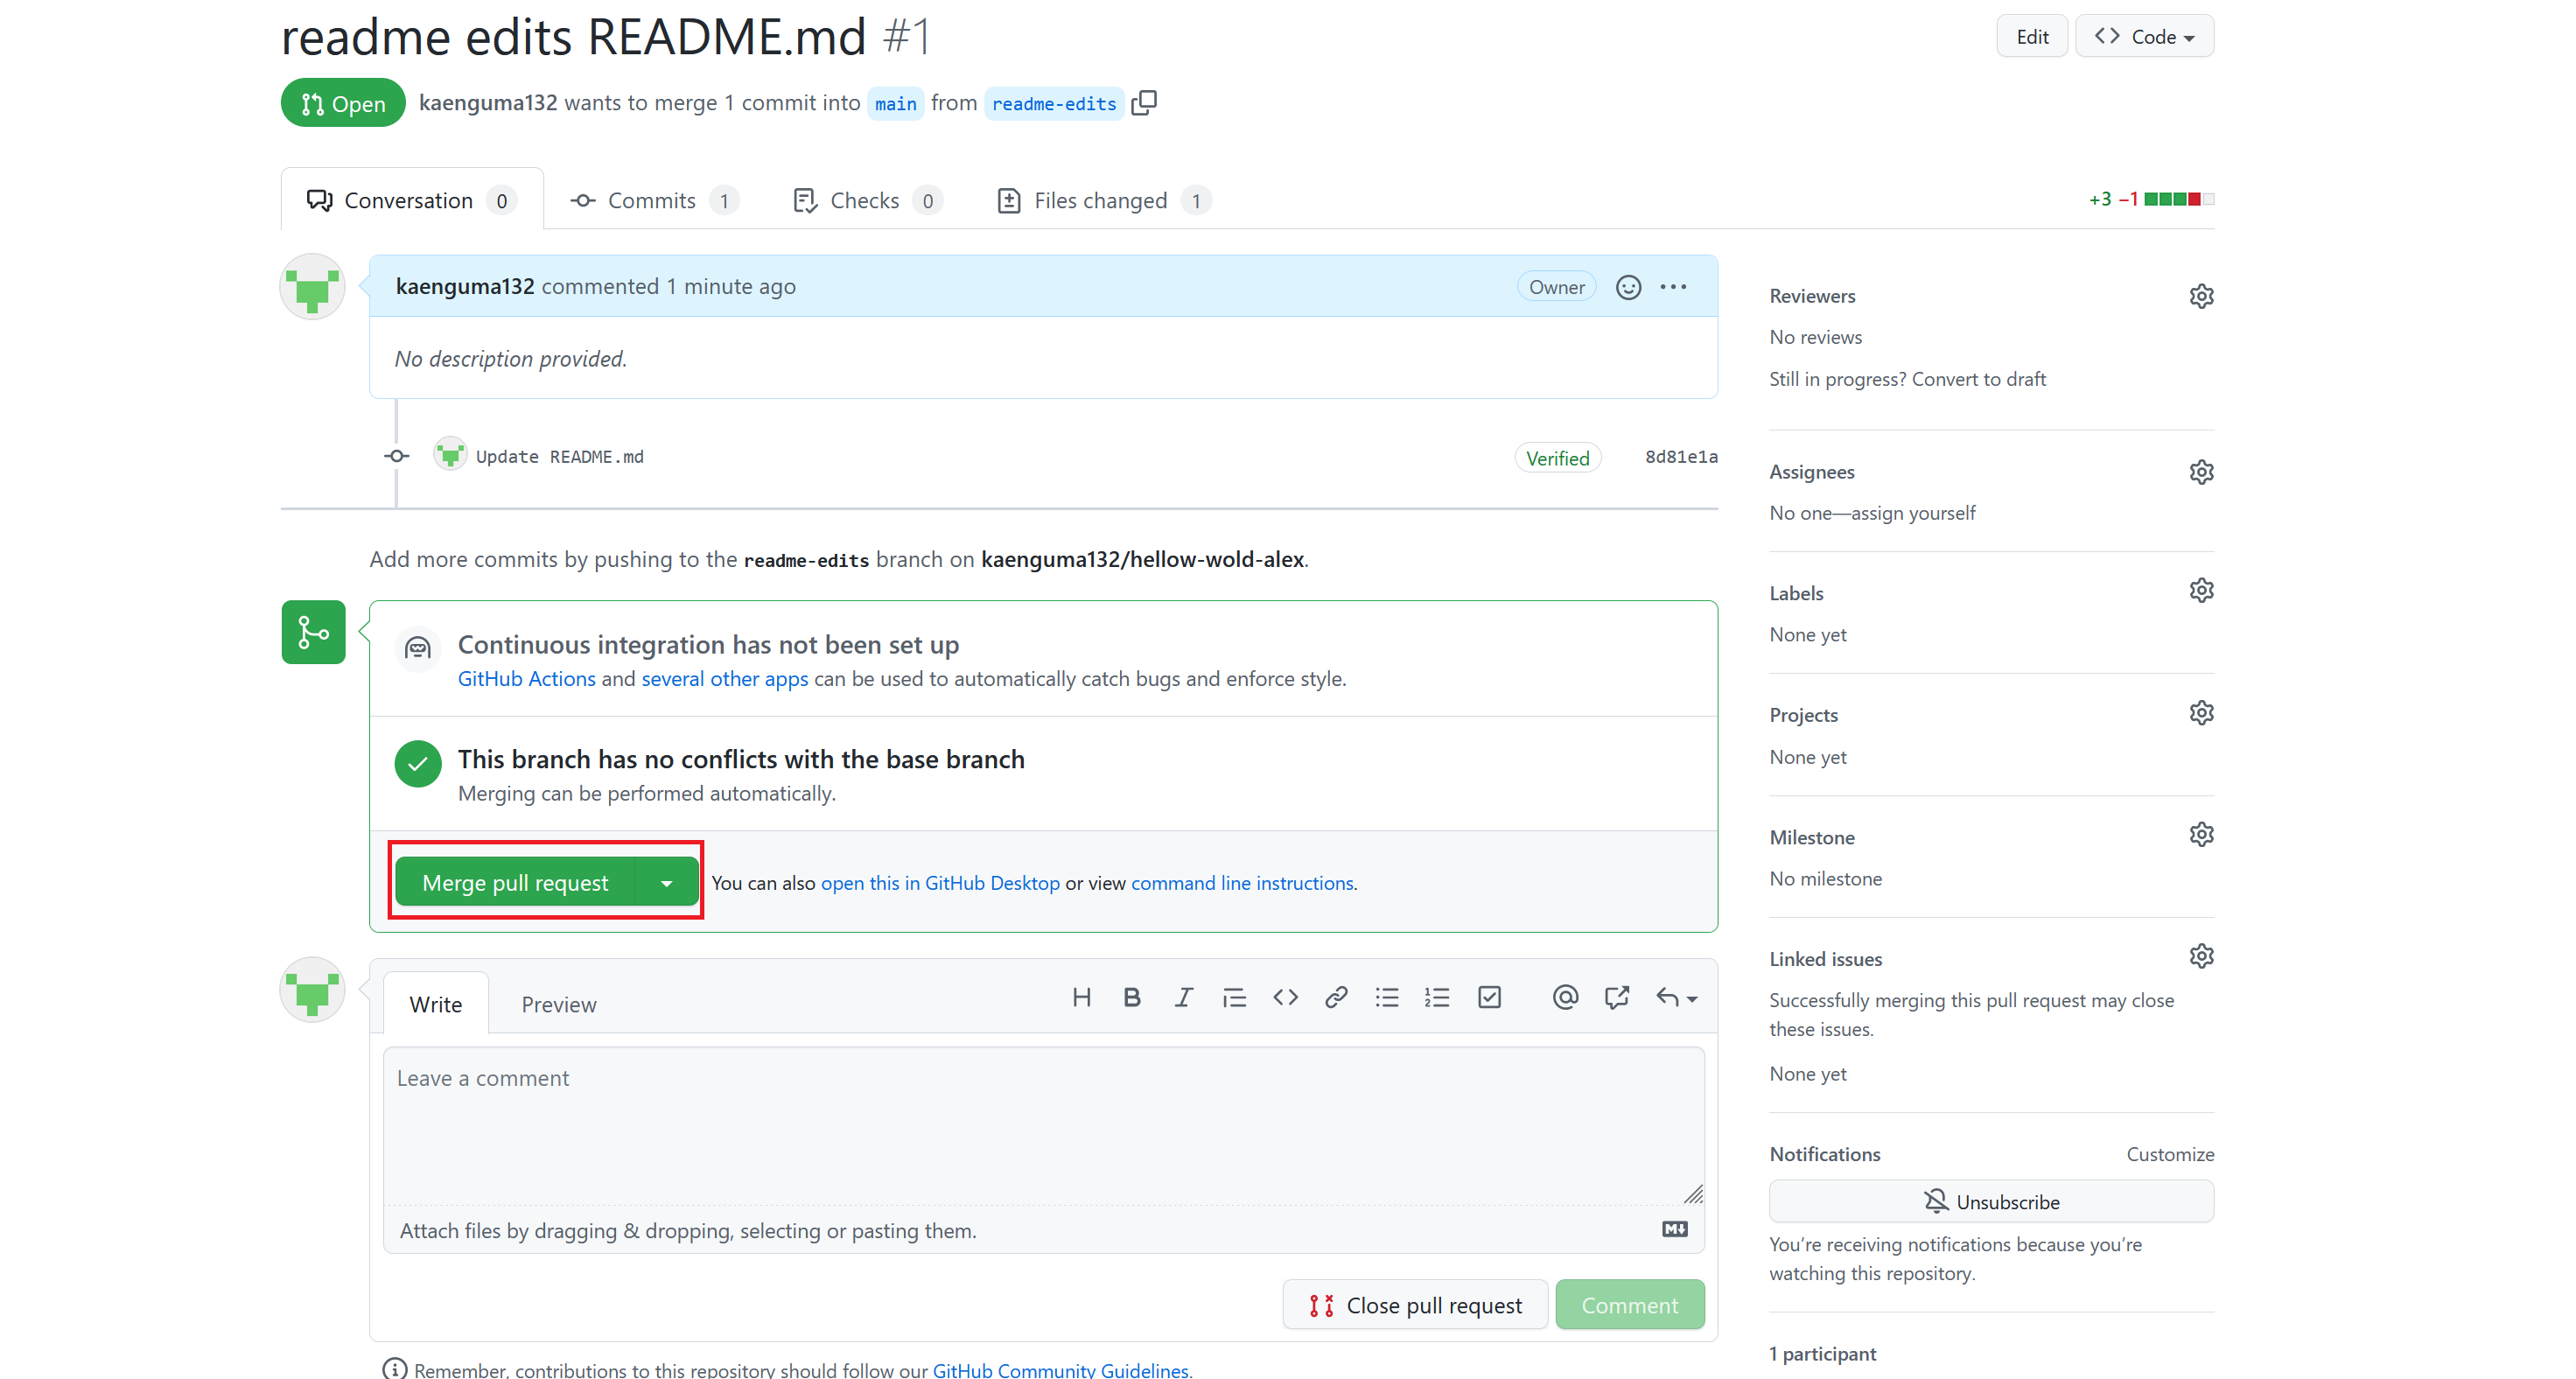 readme edits README.md #1
Edit
Code
Open
kaenguma132 wants to merge 1 commit into main from readme-edits
Conversation 0
Commits 1
Checks 0
Files changed 1
+3 −1
kaenguma132 commented 1 minute ago
Owner
No description provided.
Update README.md
Verified
8d81e1a
Add more commits by pushing to the readme-edits branch on kaenguma132/hellow-wold-alex.
Continuous integration has not been set up
GitHub Actions and several other apps can be used to automatically catch bugs and enforce style.
This branch has no conflicts with the base branch
Merging can be performed automatically.
Merge pull request
You can also open this in GitHub Desktop or view command line instructions.
Write
Preview
Leave a comment
Attach files by dragging & dropping, selecting or pasting them.
Close pull request
Comment
Remember, contributions to this repository should follow our GitHub Community Guidelines.
Reviewers
No reviews
Still in progress? Convert to draft
Assignees
No one—assign yourself
Labels
None yet
Projects
None yet
Milestone
No milestone
Linked issues
Successfully merging this pull request may close
these issues.
None yet
Notifications
Customize
Unsubscribe
You’re receiving notifications because you’re
watching this repository.
1 participant